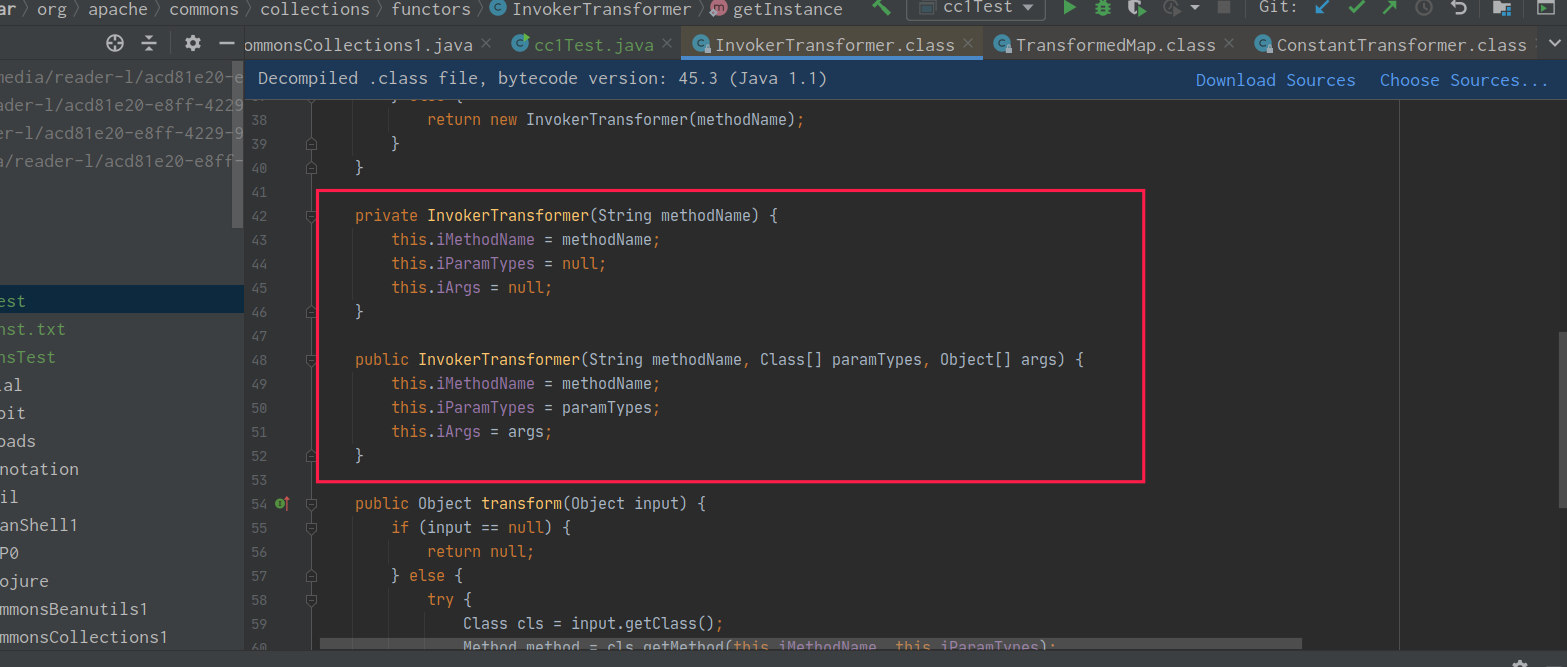 ar org apache commons collections functors InvokerTransformer getInstance cc1Test Git:
ommonsCollections1.java cc1Test.java InvokerTransformer.class TransformedMap.class ConstantTransformer.class
Decompiled .class file, bytecode version: 45.3 (Java 1.1) Download Sources Choose Sources...
media/reader-l/acd81e20-e
ader-l/acd81e20-e8ff-4229
er-l/acd81e20-e8ff-4229-9
a/reader-l/acd81e20-e8ff-
est
nst.txt
nsTest
ial
oit
oads
notation
il
anShell1
P0
ojure
mmonsBeanutils1
mmonsCollections1
} else {
38 return new InvokerTransformer(methodName);
39 }
40 }
41
42 private InvokerTransformer(String methodName) {
43 this.iMethodName = methodName;
44 this.iParamTypes = null;
45 this.iArgs = null;
46 }
47
48 public InvokerTransformer(String methodName, Class[] paramTypes, Object[] args) {
49 this.iMethodName = methodName;
50 this.iParamTypes = paramTypes;
51 this.iArgs = args;
52 }
53
54 public Object transform(Object input) {
55 if (input == null) {
56 return null;
57 } else {
58 try {
59 Class cls = input.getClass();
60 Method method = cls.getMethod(this.iMethodName, this.iParamTypes);